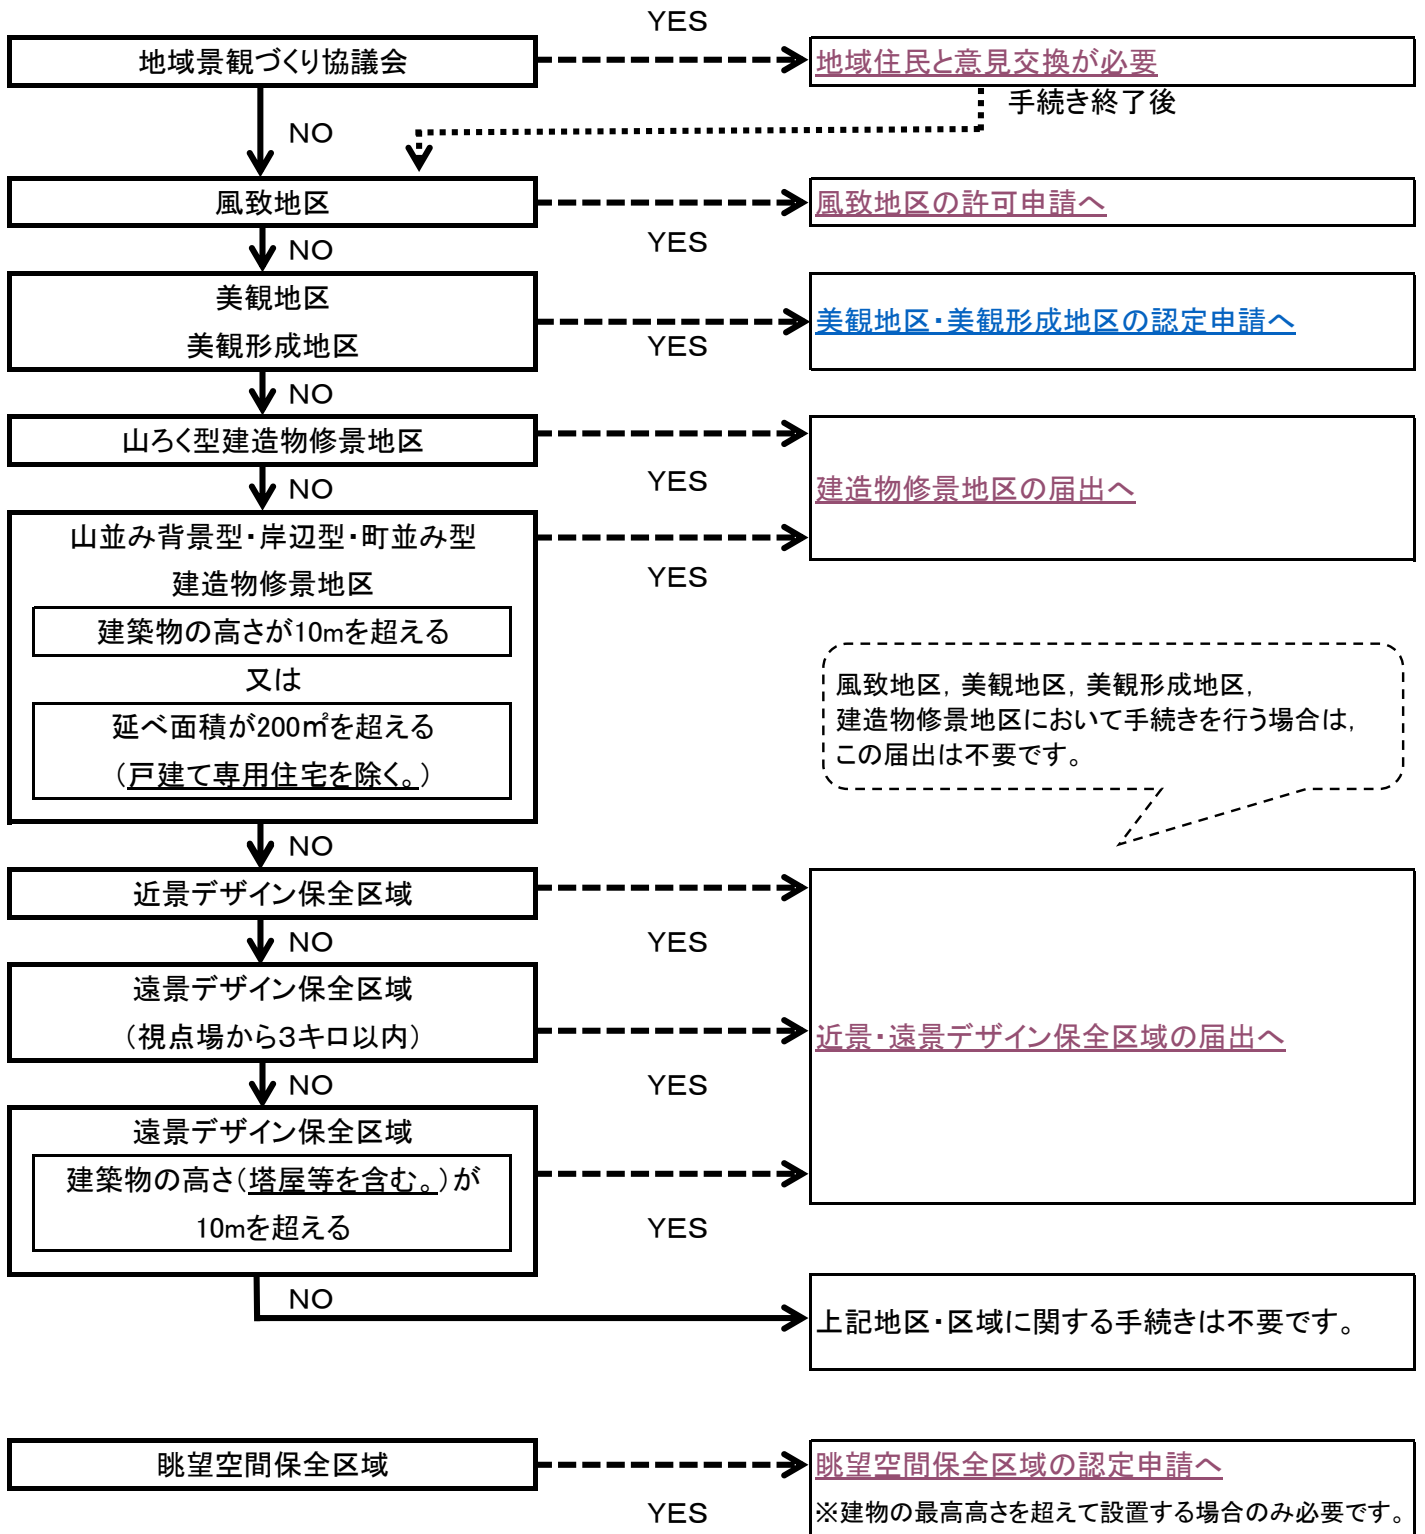 YES
地域景観づくり協議会
地域住民と意見交換が必要
手続き終了後
NO
風致地区
風致地区の許可申請へ
YES
NO
美観地区
美観形成地区
美観地区・美観形成地区の認定申請へ
YES
NO
山ろく型建造物修景地区
YES
建造物修景地区の届出へ
NO
山並み背景型・岸辺型・町並み型
建造物修景地区
YES
建築物の高さが10mを超える
又は
延べ面積が200㎡を超える
（戸建て専用住宅を除く。）
風致地区，美観地区，美観形成地区，
建造物修景地区において手続きを行う場合は，
この届出は不要です。
NO
近景デザイン保全区域
YES
NO
遠景デザイン保全区域
（視点場から３キロ以内）
近景・遠景デザイン保全区域の届出へ
YES
NO
遠景デザイン保全区域
建築物の高さ（塔屋等を含む。）が
10mを超える
YES
NO
上記地区・区域に関する手続きは不要です。
眺望空間保全区域
眺望空間保全区域の認定申請へ
YES
※建物の最高高さを超えて設置する場合のみ必要です。